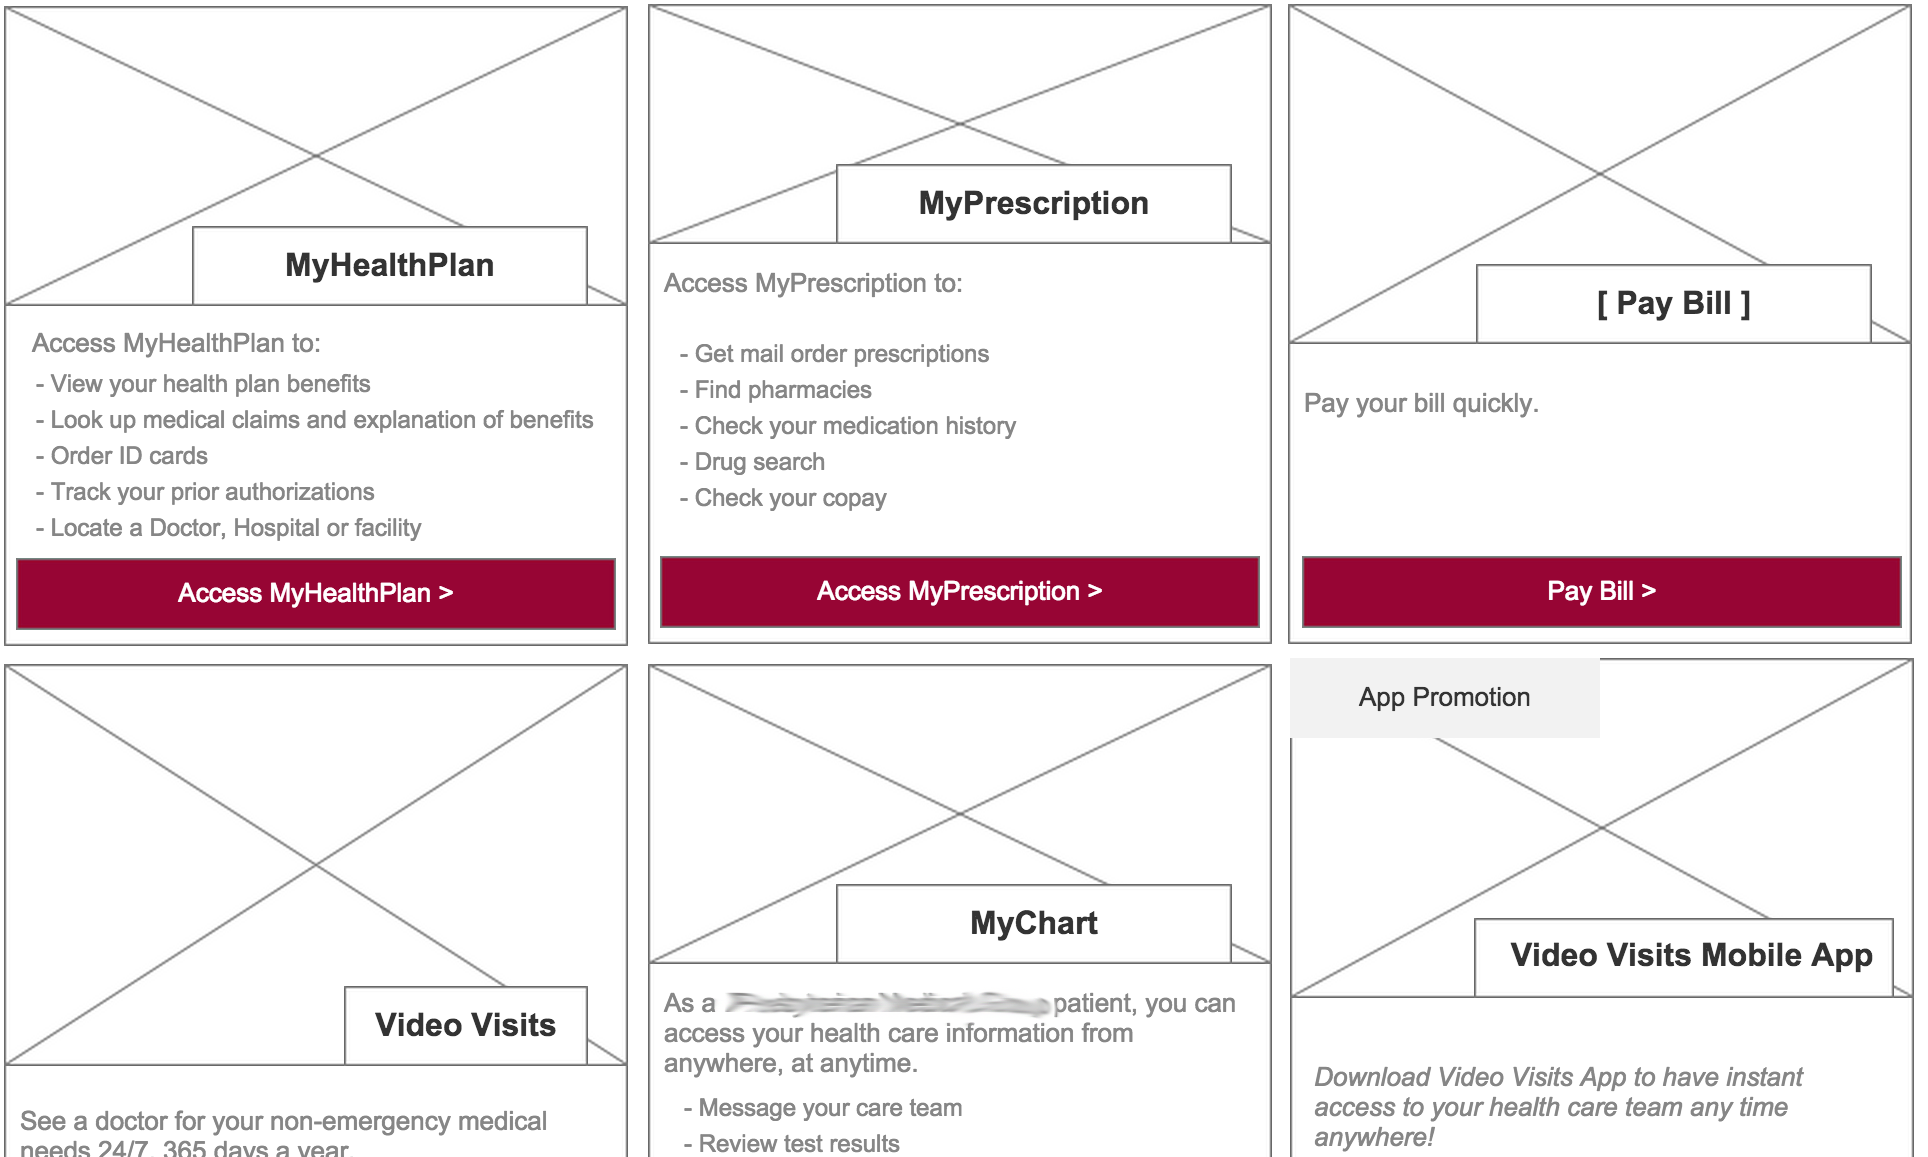 MyHealthPlan
Access MyHealthPlan to:
- View your health plan benefits
- Look up medical claims and explanation of benefits
- Order ID cards
- Track your prior authorizations
- Locate a Doctor, Hospital or facility
Access MyHealthPlan >
MyPrescription
Access MyPrescription to:
- Get mail order prescriptions
- Find pharmacies
- Check your medication history
- Drug search
- Check your copay
Access MyPrescription >
[ Pay Bill ]
Pay your bill quickly.
Pay Bill >
Video Visits
See a doctor for your non-emergency medical
needs 24/7, 365 days a year.
MyChart
As a patient, you can
access your health care information from
anywhere, at anytime.
- Message your care team
- Review test results
App Promotion
Video Visits Mobile App
Download Video Visits App to have instant
access to your health care team any time
anywhere!